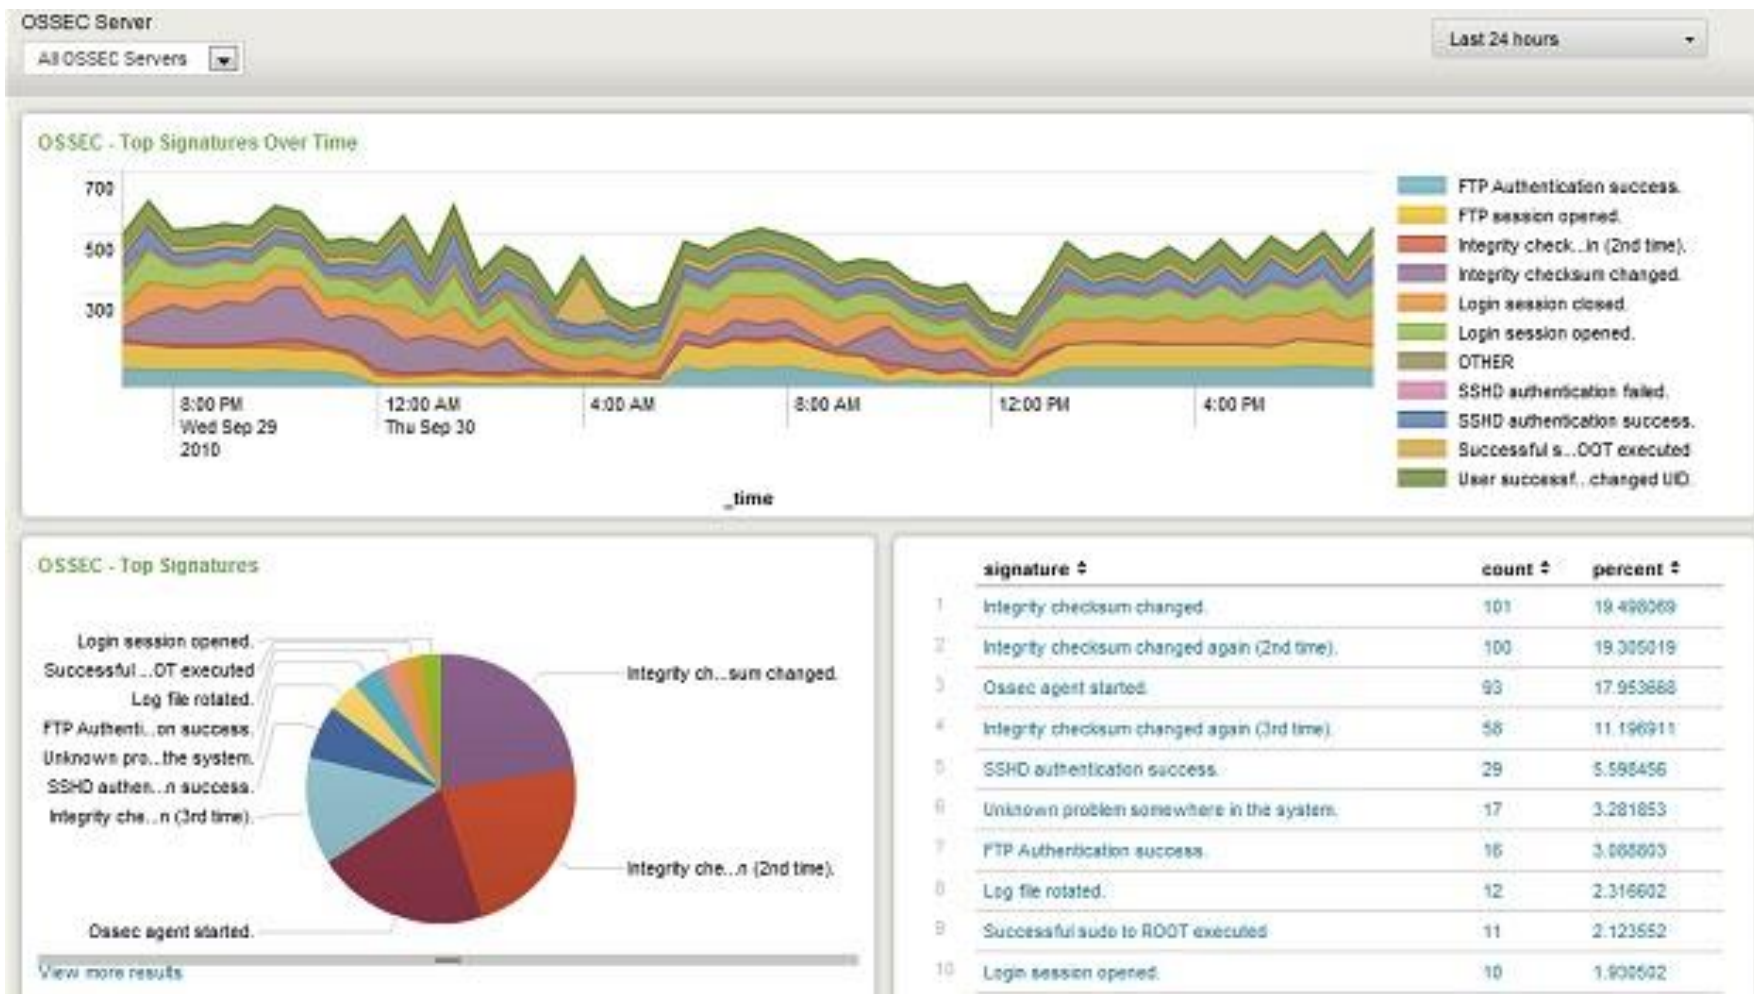 OSSEC Server
All OSSEC Servers
Last 24 hours
OSSEC - Top Signatures Over Time
700
500
300
8:00 PM
Wed Sep 29
2010
12:00 AM
Thu Sep 30
4:00 AM
8:00 AM
12:00 PM
4:00 PM
_time
FTP Authentication success.
FTP session opened.
Integrity check...in (2nd time).
Integrity checksum changed.
Login session closed.
Login session opened.
OTHER
SSHD authentication failed.
SSHD authentication success.
Successful s...OOT executed
User successf...changed UID.
OSSEC - Top Signatures
Login session opened.
Successful ...OT executed
Log file rotated.
FTP Authenti...on success.
Unknown pro...the system.
SSHD authen...n success.
Integrity che...n (3rd time).
Ossec agent started.
Integrity ch...sum changed.
Integrity che...n (2nd time).
View more results
signature count percent
1 Integrity checksum changed. 101 19.498069
2 Integrity checksum changed again (2nd time). 100 19.305019
3 Ossec agent started. 93 17.953668
4 Integrity checksum changed again (3rd time). 58 11.196911
5 SSHD authentication success. 29 5.598456
6 Unknown problem somewhere in the system. 17 3.281853
7 FTP Authentication success. 16 3.088803
8 Log file rotated. 12 2.316602
9 Successful sudo to ROOT executed 11 2.123552
10 Login session opened. 10 1.930502